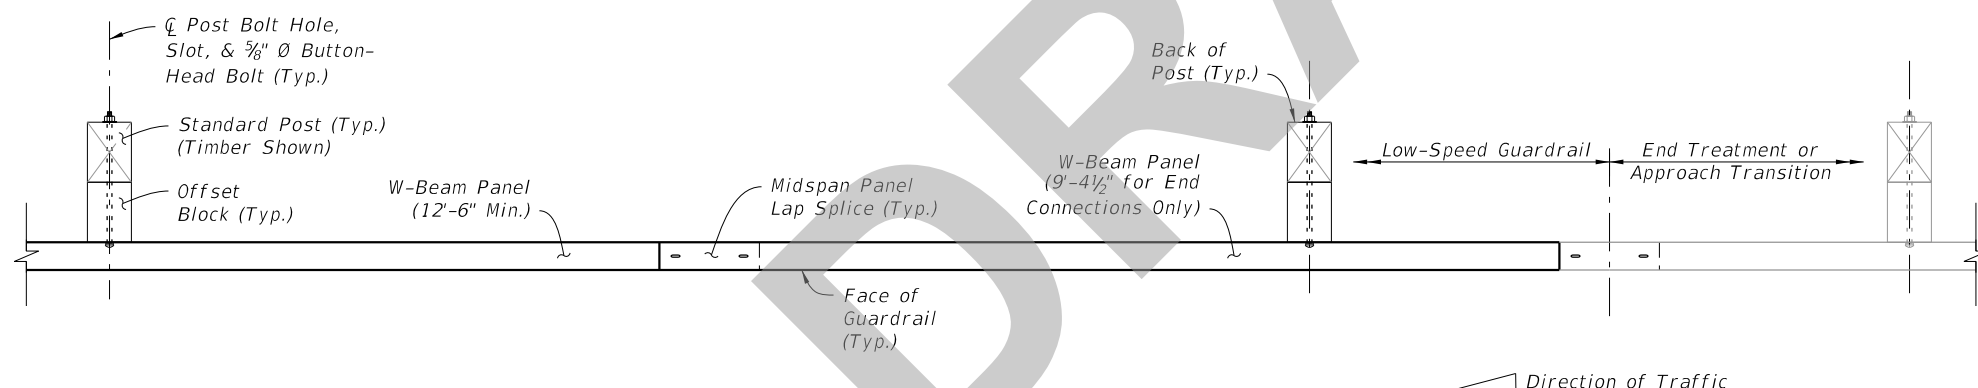 ℄ Post Bolt Hole,
Slot, & ⅝" Ø Button-
Head Bolt (Typ.)
Standard Post (Typ.)
(Timber Shown)
Offset
Block (Typ.)
W-Beam Panel
(12'-6" Min.)
Midspan Panel
Lap Splice (Typ.)
Face of
Guardrail
(Typ.)
W-Beam Panel
(9'-4½" for End
Connections Only)
Back of
Post (Typ.)
Low-Speed Guardrail
End Treatment or
Approach Transition
Direction of Traffic
DRA